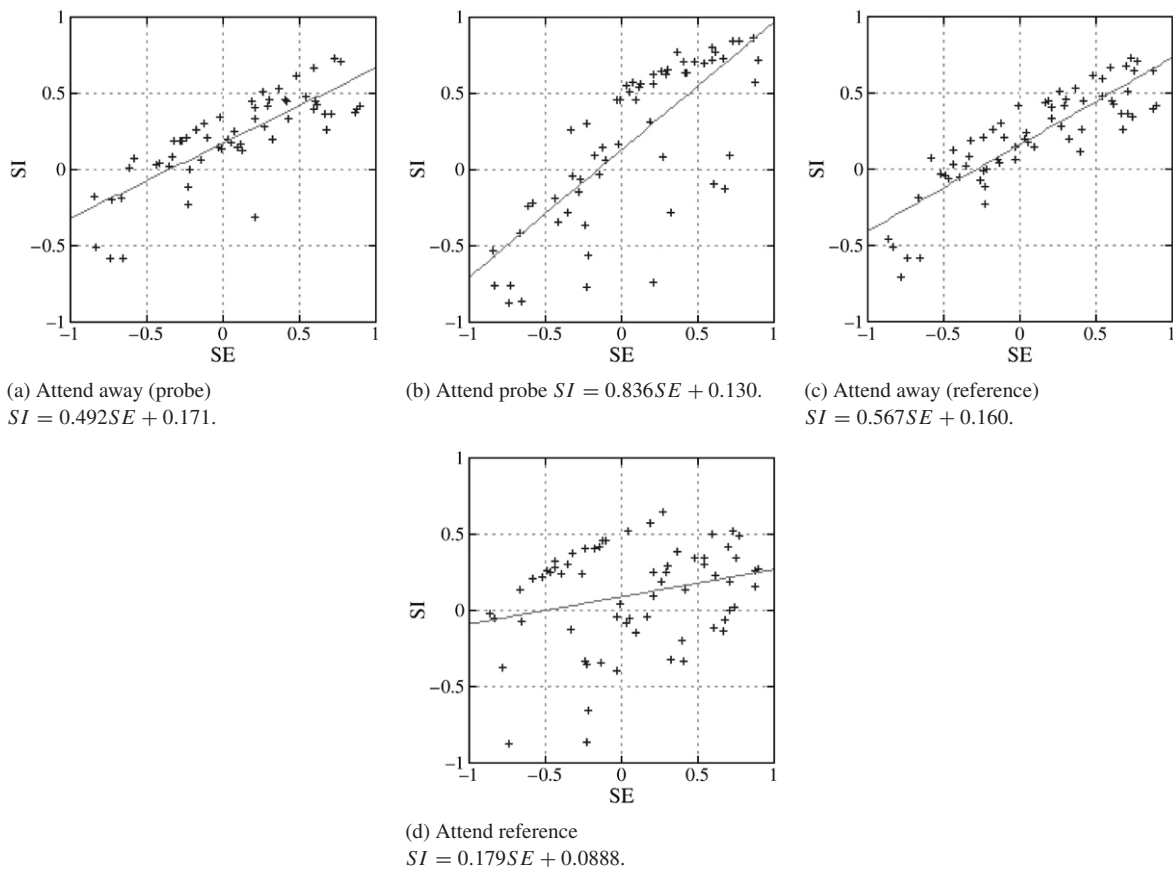 1
0.5
0
−0.5
−1
SI
−1 −0.5 0 0.5 1
SE
(a) Attend away (probe)
SI = 0.492SE + 0.171.
1
0.5
0
−0.5
−1
SI
−1 −0.5 0 0.5 1
SE
(b) Attend probe SI = 0.836SE + 0.130.
1
0.5
0
−0.5
−1
SI
−1 −0.5 0 0.5 1
SE
(c) Attend away (reference)
SI = 0.567SE + 0.160.
1
0.5
0
−0.5
−1
SI
−1 −0.5 0 0.5 1
SE
(d) Attend reference
SI = 0.179SE + 0.0888.